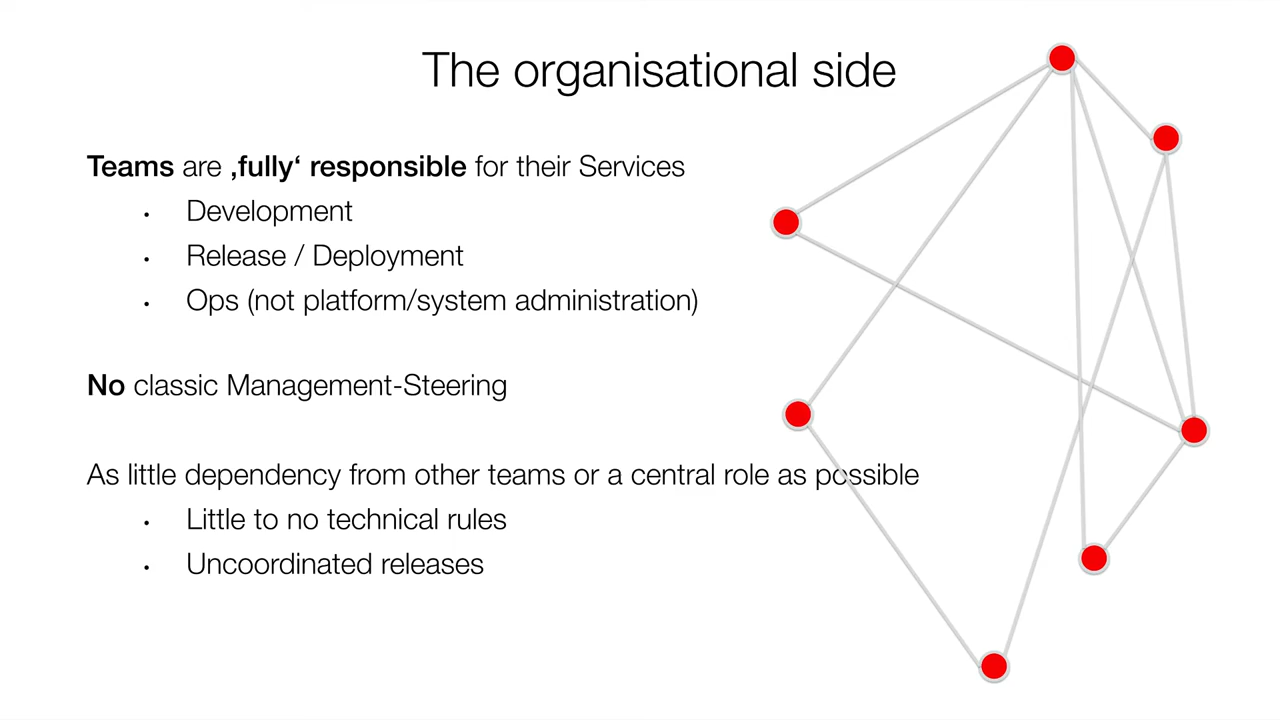 The organisational side
Teams are ‚fully‘ responsible for their Services
• Development
• Release / Deployment
• Ops (not platform/system administration)
No classic Management-Steering
As little dependency from other teams or a central role as possible
• Little to no technical rules
• Uncoordinated releases